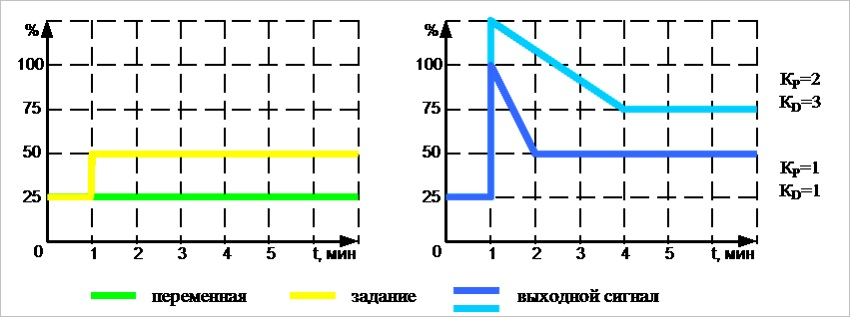 %
100
75
50
25
0
1 2 3 4 5 t, мин
%
100
75
50
25
0
1 2 3 4 5 t, мин
KP=2
KD=3
KP=1
KD=1
переменная задание выходной сигнал